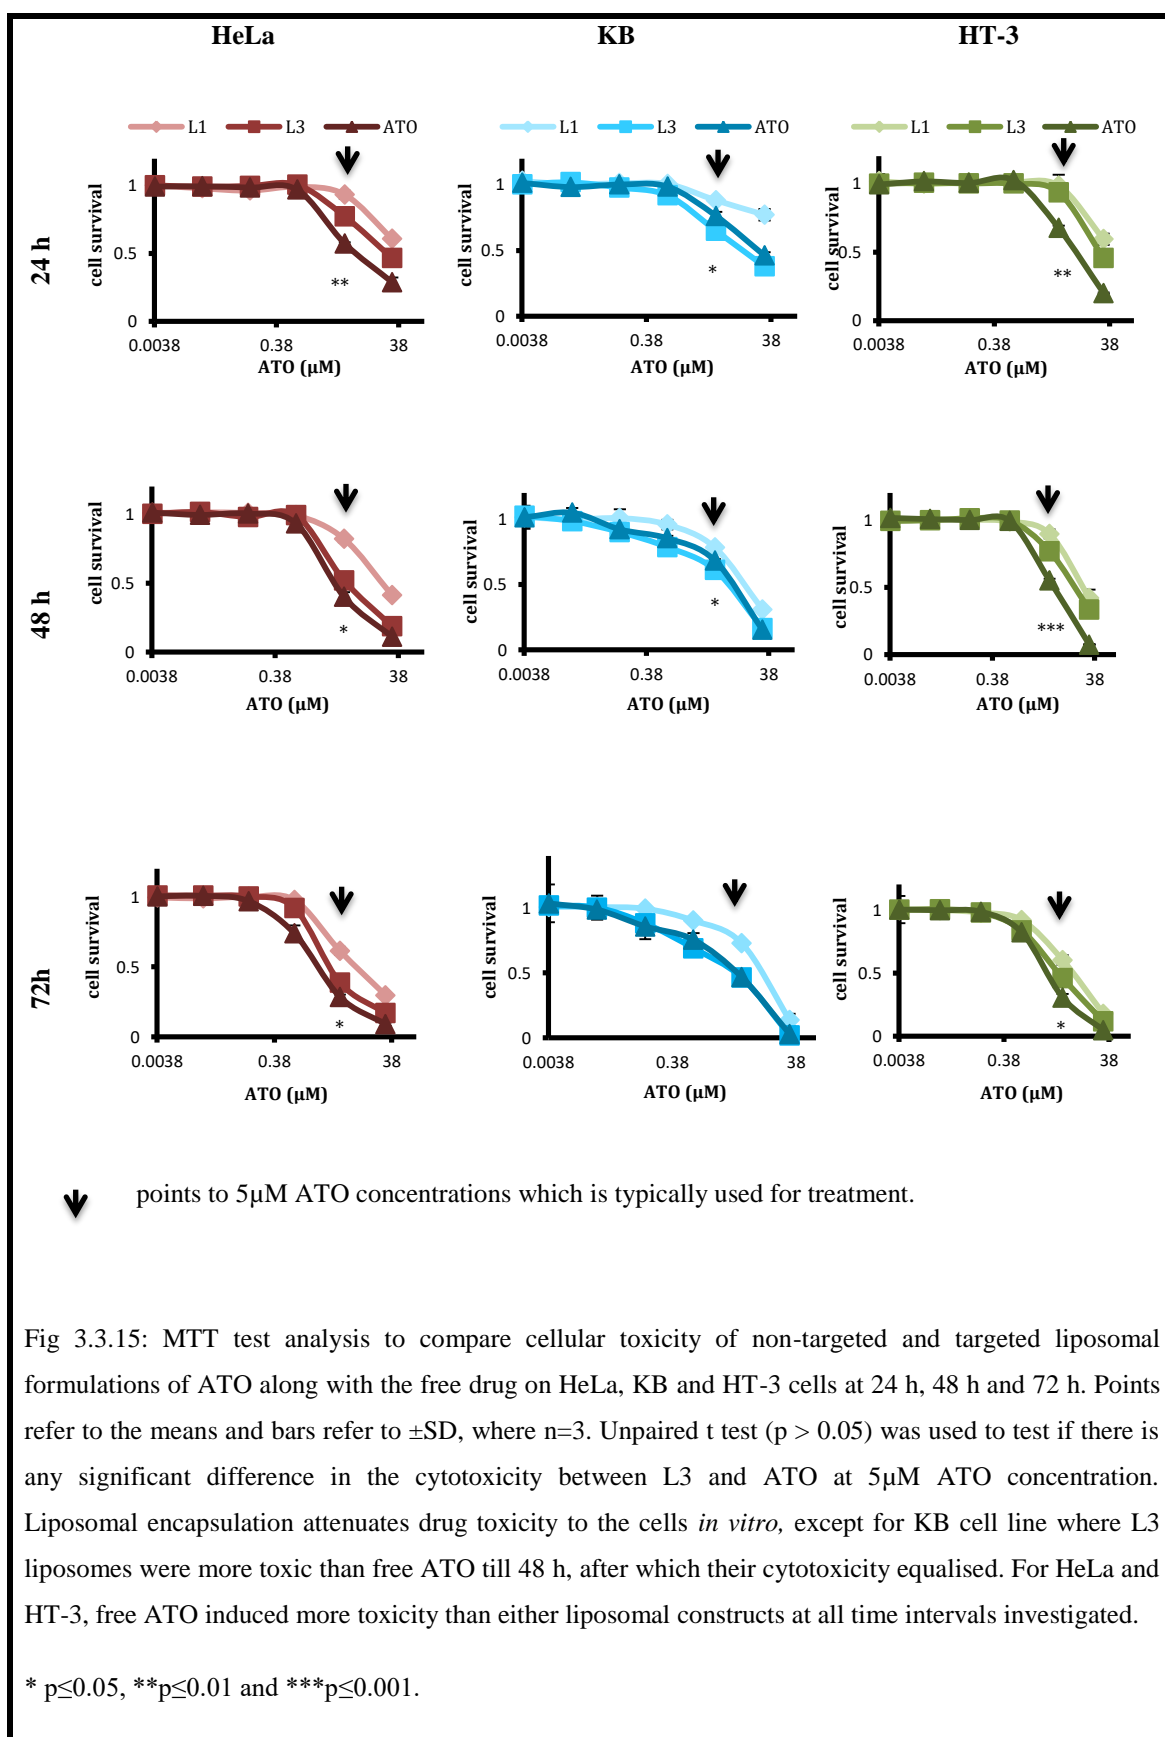 HeLa KB HT-3
L1 L3 ATO L1 L3 ATO L1 L3 ATO
24 h
cell survival
1
0.5
0
**
0.0038 0.38 38
ATO (µM)
cell survival
1
0.5
0
*
0.0038 0.38 38
ATO (µM)
cell survival
1
0.5
0
**
0.0038 0.38 38
ATO (µM)
48 h
cell survival
1
0.5
0
*
0.0038 0.38 38
ATO (µM)
cell survival
1
0.5
0
*
0.0038 0.38 38
ATO (µM)
cell survival
1
0.5
0
***
0.0038 0.38 38
ATO (µM)
72h
cell survival
1
0.5
0
*
0.0038 0.38 38
ATO (µM)
cell survival
1
0.5
0
0.0038 0.38 38
ATO (µM)
cell survival
1
0.5
0
*
0.0038 0.38 38
ATO (µM)
points to 5µM ATO concentrations which is typically used for treatment.
Fig 3.3.15: MTT test analysis to compare cellular toxicity of non-targeted and targeted liposomal
formulations of ATO along with the free drug on HeLa, KB and HT-3 cells at 24 h, 48 h and 72 h. Points
refer to the means and bars refer to ±SD, where n=3. Unpaired t test (p > 0.05) was used to test if there is
any significant difference in the cytotoxicity between L3 and ATO at 5µM ATO concentration.
Liposomal encapsulation attenuates drug toxicity to the cells in vitro, except for KB cell line where L3
liposomes were more toxic than free ATO till 48 h, after which their cytotoxicity equalised. For HeLa and
HT-3, free ATO induced more toxicity than either liposomal constructs at all time intervals investigated.
* p≤0.05, **p≤0.01 and ***p≤0.001.